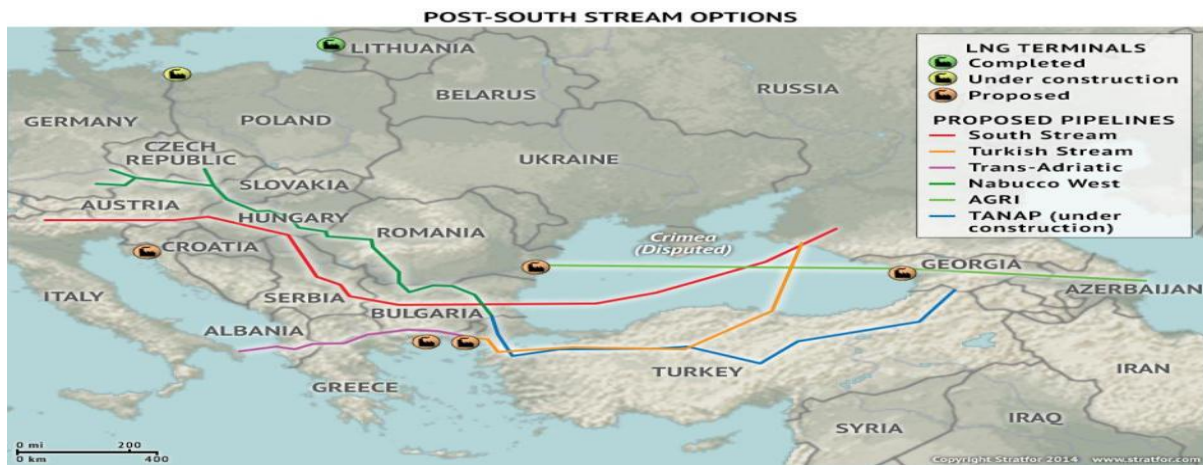 POST-SOUTH STREAM OPTIONS
LITHUANIA
LNG TERMINALS
Completed
Under construction
Proposed
PROPOSED PIPELINES
South Stream
Turkish Stream
Trans-Adriatic
Nabucco West
AGRI
TANAP (under
construction)
RUSSIA
BELARUS
GERMANY
POLAND
CZECH
REPUBLIC
UKRAINE
SLOVAKIA
AUSTRIA
HUNGARY
ROMANIA
Crimea
(Disputed)
CROATIA
GEORGIA
AZERBAIJAN
ITALY
SERBIA
BULGARIA
ALBANIA
GREECE
TURKEY
IRAN
SYRIA
IRAQ
0 mi 200
0 km 400
Copyright Stratfor 2014 www.stratfor.com